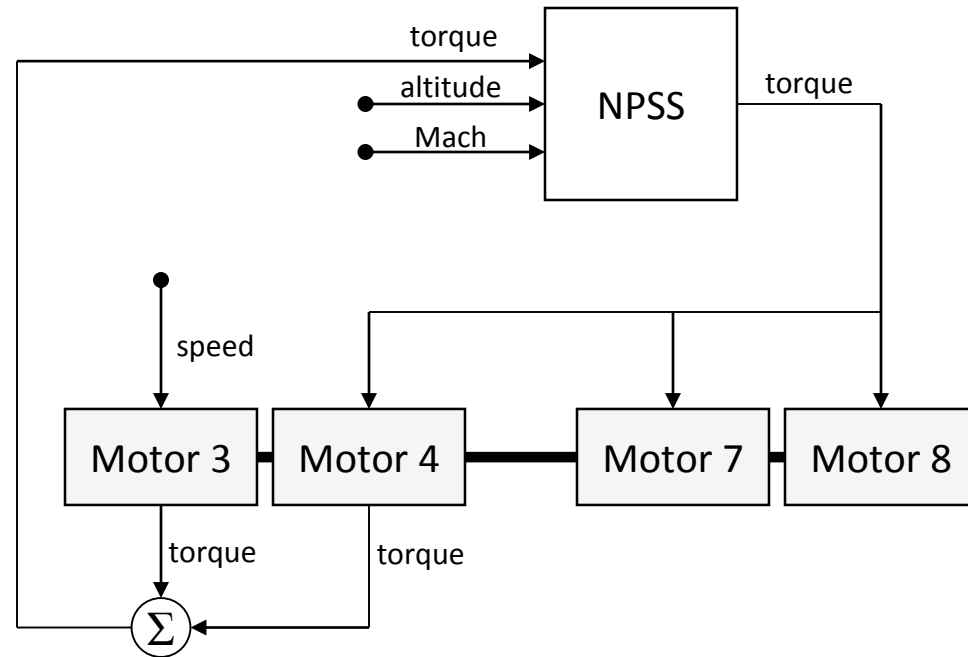 torque
altitude
Mach
NPSS
torque
speed
Motor 3
Motor 4
Motor 7
Motor 8
torque
torque
Σ